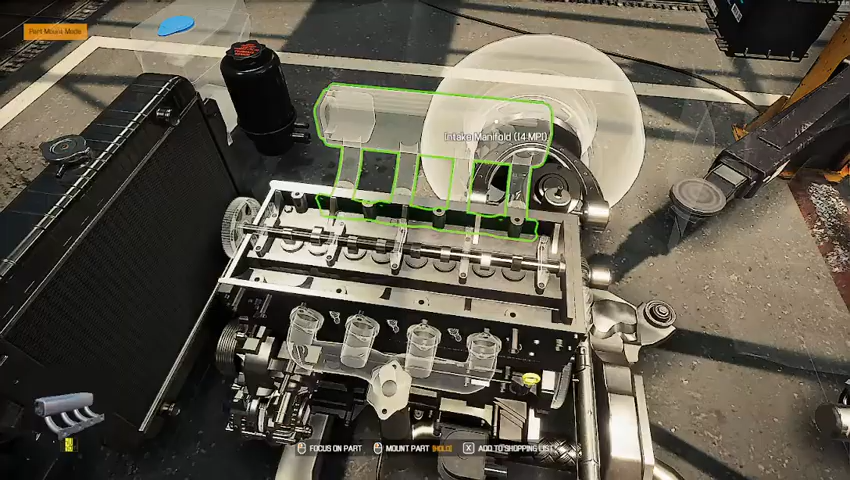 Part Mount Mode
Intake Manifold (I4 MPI)
FOCUS ON PART
MOUNT PART (HOLD)
X ADD TO SHOPPING LIST